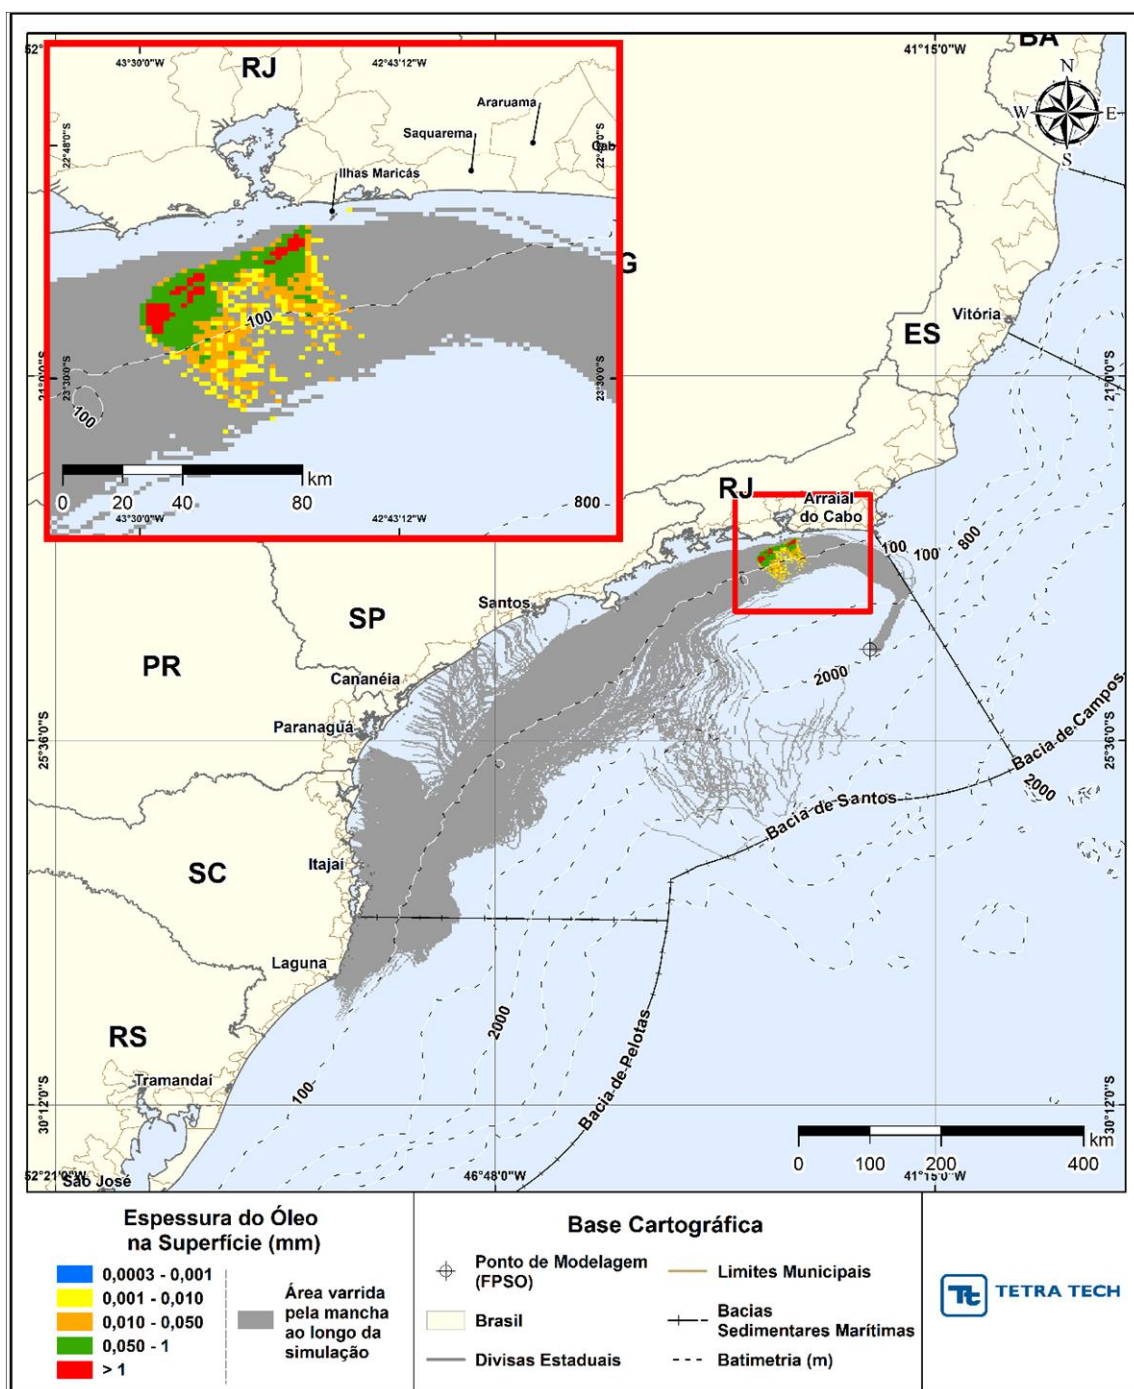 52°
BA
43°30'0"W
42°43'12"W
41°15'0"W
RJ
N
W
E
S
Araruama
Saquarema
22°48'0"S
Cab
Ilhas Maricás
G
Vitória
ES
100
23°30'0"S
23°30'0"S
21°0'0"S
100
km
0 20 40 80
43°30'0"W
42°43'12"W
800
RJ
Arraial
do Cabo
100
100
800
SP
Santos
PR
Cananéia
2000
Paranaguá
25°36'0"S
25°36'0"S
Bacia de Campos
2000
Bacia de Santos
Itajaí
SC
Laguna
2000
RS
Bacia de Pelotas
100
Tramandaí
30°12'0"S
30°12'0"S
km
0 100 200 400
São José
52°21'0"W
46°48'0"W
41°15'0"W
Espessura do Óleo
na Superfície (mm)
0,0003 - 0,001
0,001 - 0,010
0,010 - 0,050
0,050 - 1
> 1
Área varrida
pela mancha
ao longo da
simulação
Base Cartográfica
Ponto de Modelagem
(FPSO)
Limites Municipais
Brasil
Bacias
Sedimentares Marítimas
Divisas Estaduais
Batimetria (m)
Tt
TETRA TECH